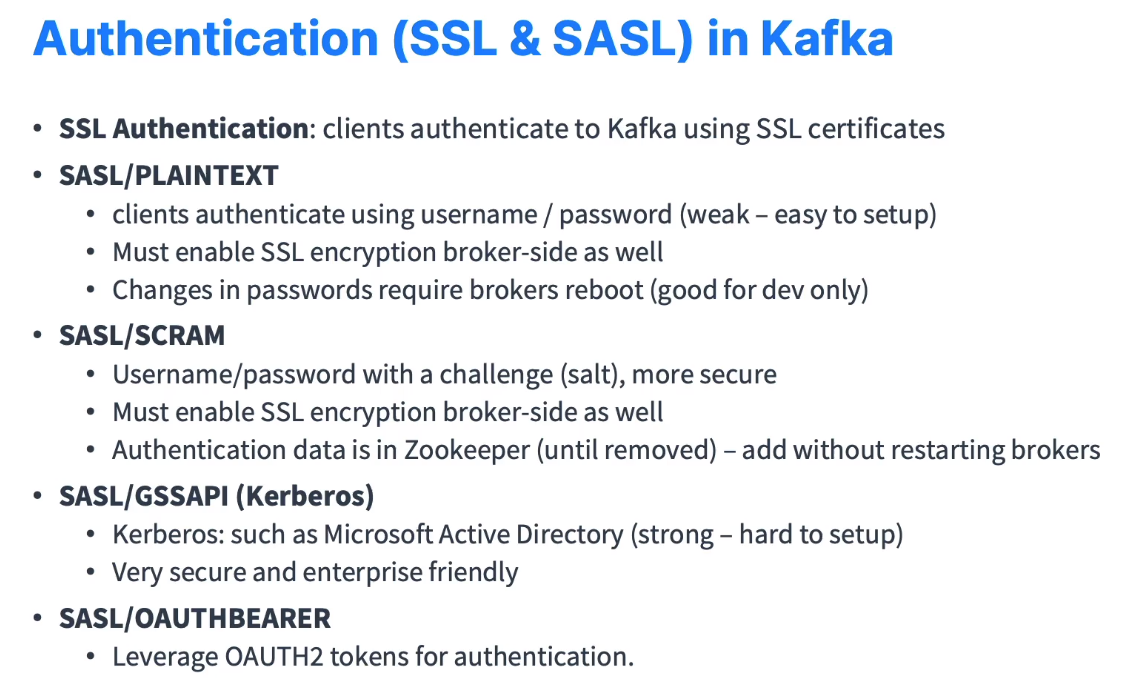 Authentication (SSL & SASL) in Kafka
• SSL Authentication: clients authenticate to Kafka using SSL certificates
• SASL/PLAINTEXT
• clients authenticate using username / password (weak – easy to setup)
• Must enable SSL encryption broker-side as well
• Changes in passwords require brokers reboot (good for dev only)
• SASL/SCRAM
• Username/password with a challenge (salt), more secure
• Must enable SSL encryption broker-side as well
• Authentication data is in Zookeeper (until removed) – add without restarting brokers
• SASL/GSSAPI (Kerberos)
• Kerberos: such as Microsoft Active Directory (strong – hard to setup)
• Very secure and enterprise friendly
• SASL/OAUTHBEARER
• Leverage OAUTH2 tokens for authentication.